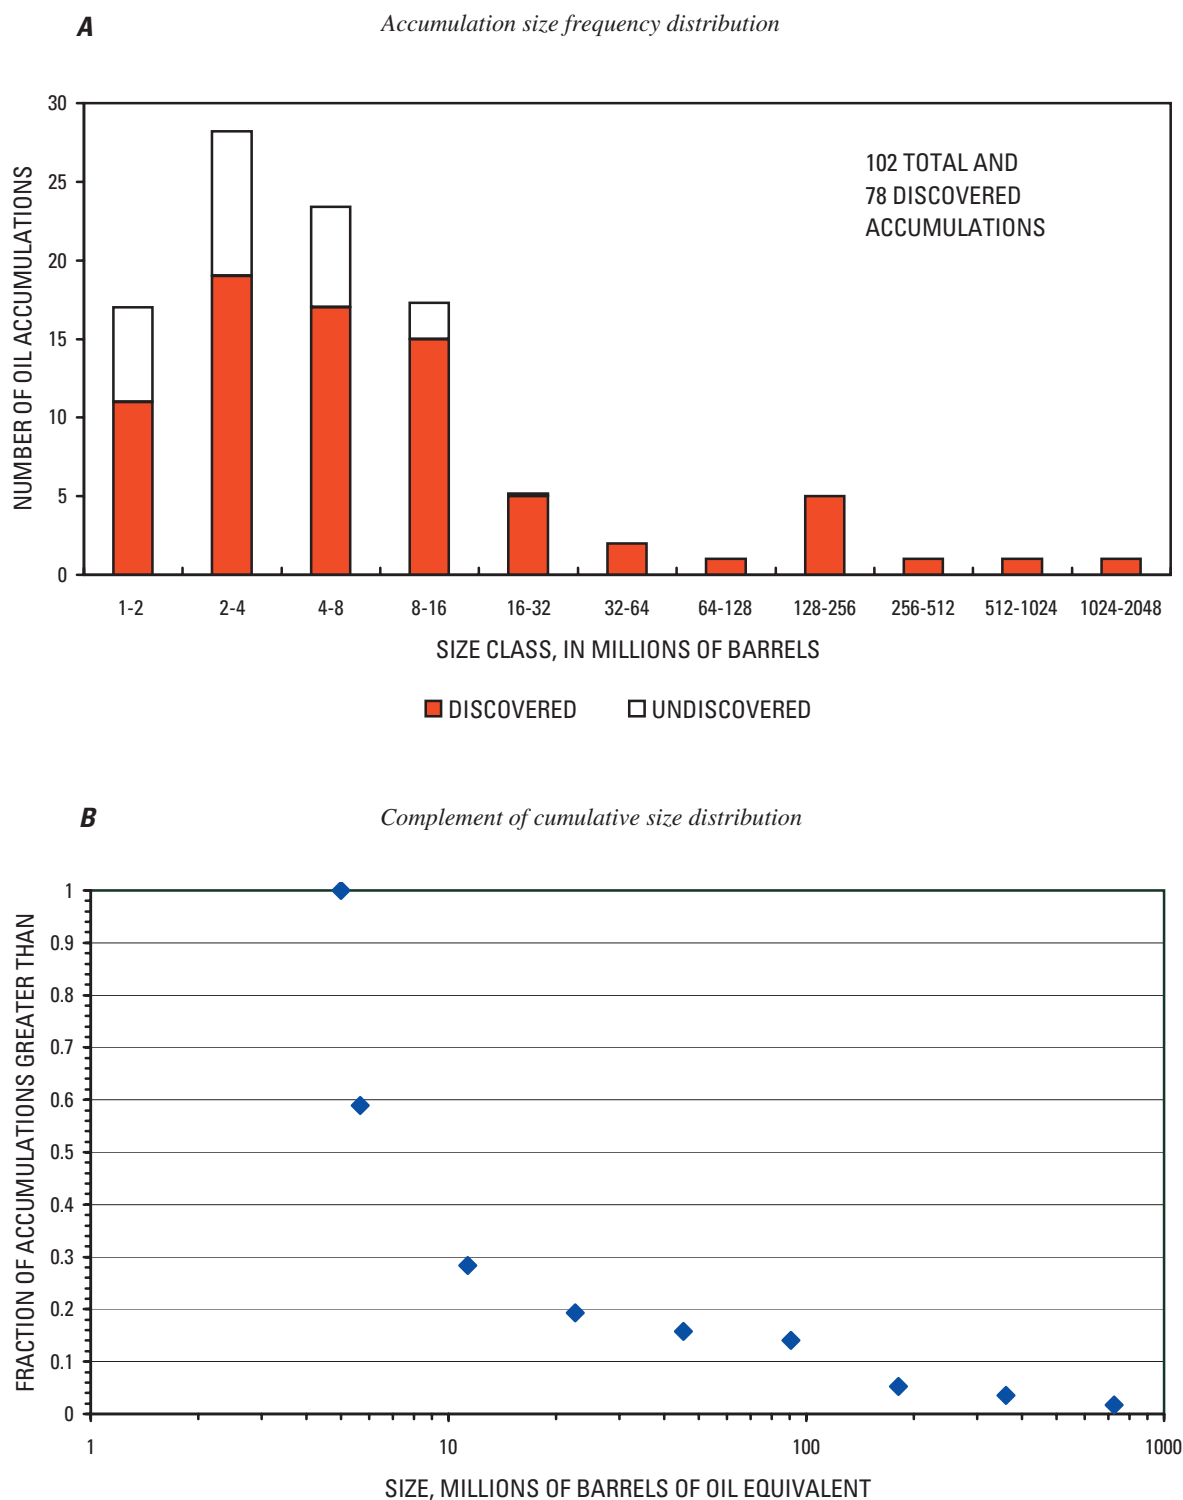 A
Accumulation size frequency distribution
NUMBER OF OIL ACCUMULATIONS
30
25
20
15
10
5
0
102 TOTAL AND
78 DISCOVERED
ACCUMULATIONS
1-2 2-4 4-8 8-16 16-32 32-64 64-128 128-256 256-512 512-1024 1024-2048
SIZE CLASS, IN MILLIONS OF BARRELS
DISCOVERED UNDISCOVERED
B
Complement of cumulative size distribution
FRACTION OF ACCUMULATIONS GREATER THAN
1
0.9
0.8
0.7
0.6
0.5
0.4
0.3
0.2
0.1
0
1 10 100 1000
SIZE, MILLIONS OF BARRELS OF OIL EQUIVALENT